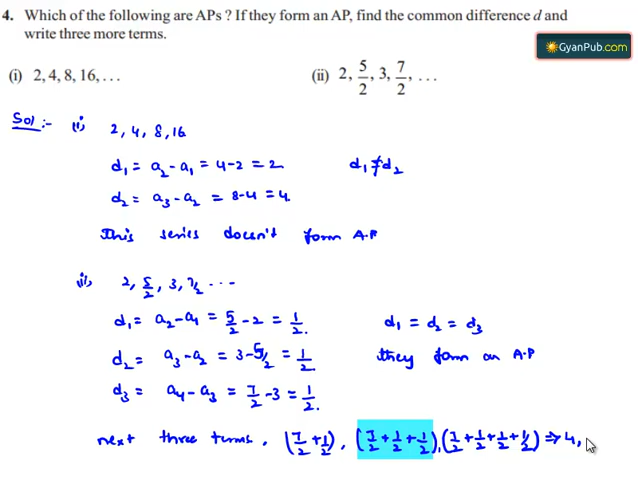 4. Which of the following are APs ? If they form an AP, find the common difference d and
write three more terms.
GyanPub.com
(i) 2, 4, 8, 16, . . .
(ii) 2, 5/2, 3, 7/2, . . .
Sol :-
(i) 2, 4, 8, 16
d₁ = a₂ - a₁ = 4-2 = 2
d₁ ≠ d₂
d₂ = a₃ - a₂ = 8-4 = 4.
This series doesn't form A.P
ii) 2, 5/2, 3, 7/2 ...
d₁ = a₂ - a₁ = 5/2 - 2 = 1/2.
d₁ = d₂ = d₃
d₂ = a₃ - a₂ = 3 - 5/2 = 1/2.
they form an A.P
d₃ = a₄ - a₃ = 7/2 - 3 = 1/2.
next three terms. (7/2 + 1/2), (7/2 + 1/2 + 1/2), (7/2 + 1/2 + 1/2 + 1/2) ⇒ 4,